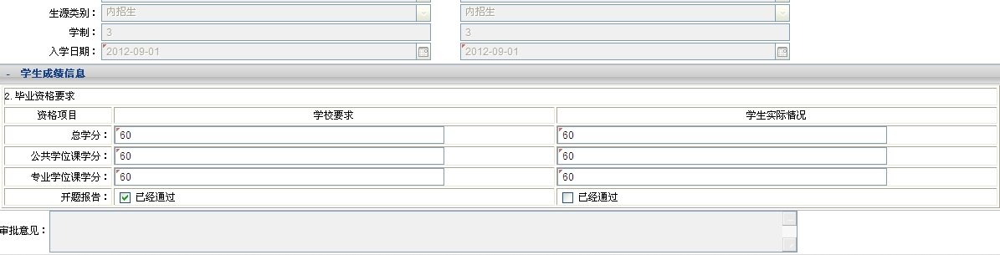 生源类别： 内招生 内招生
学制： 3 3
入学日期： 2012-09-01 2012-09-01
- 学生成绩信息
2. 毕业资格要求
资格项目 学校要求 学生实际情况
总学分： 60 60
公共学位课学分： 60 60
专业学位课学分： 60 60
开题报告： 已经通过 已经通过
审批意见：